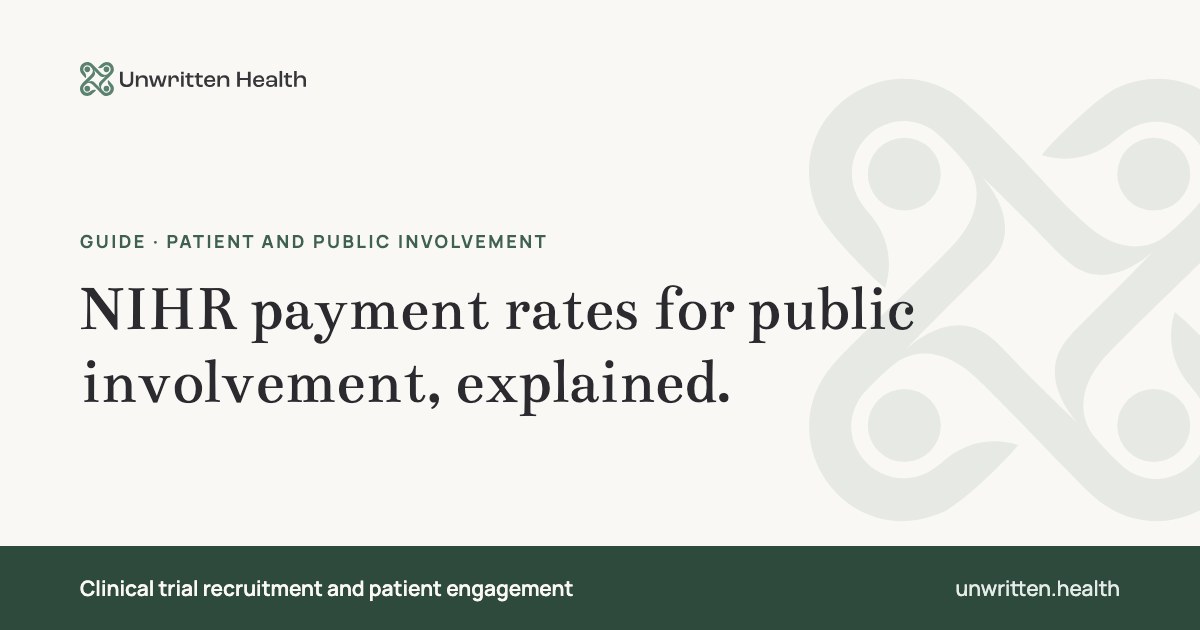 Unwritten Health
GUIDE · PATIENT AND PUBLIC INVOLVEMENT
NIHR payment rates for public
involvement, explained.
Clinical trial recruitment and patient engagement
unwritten.health